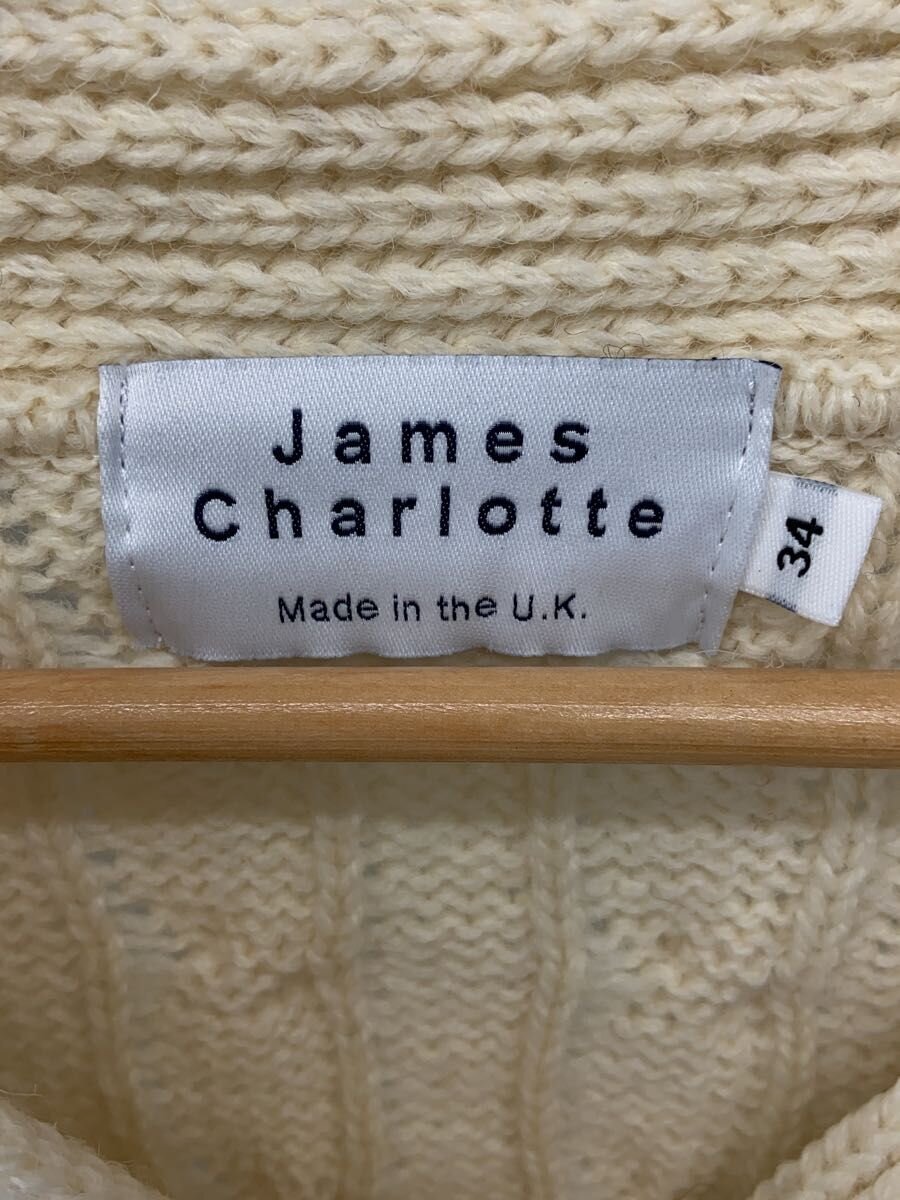 James
Charlotte
Made in the U.K.
34